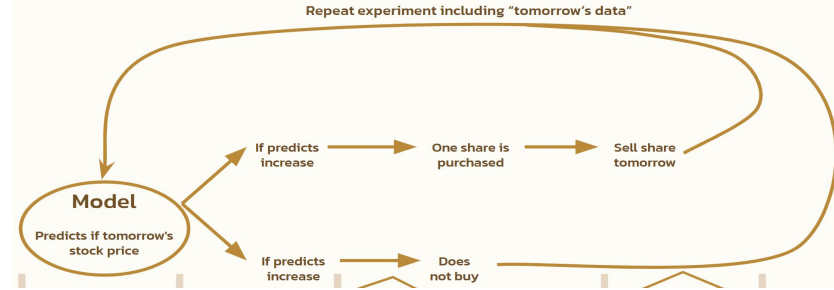 Repeat experiment including “tomorrow’s data”
If predicts
increase
One share is
purchased
Sell share
tomorrow
Model
Predicts if tomorrow's
stock price
If predicts
increase
Does
not buy